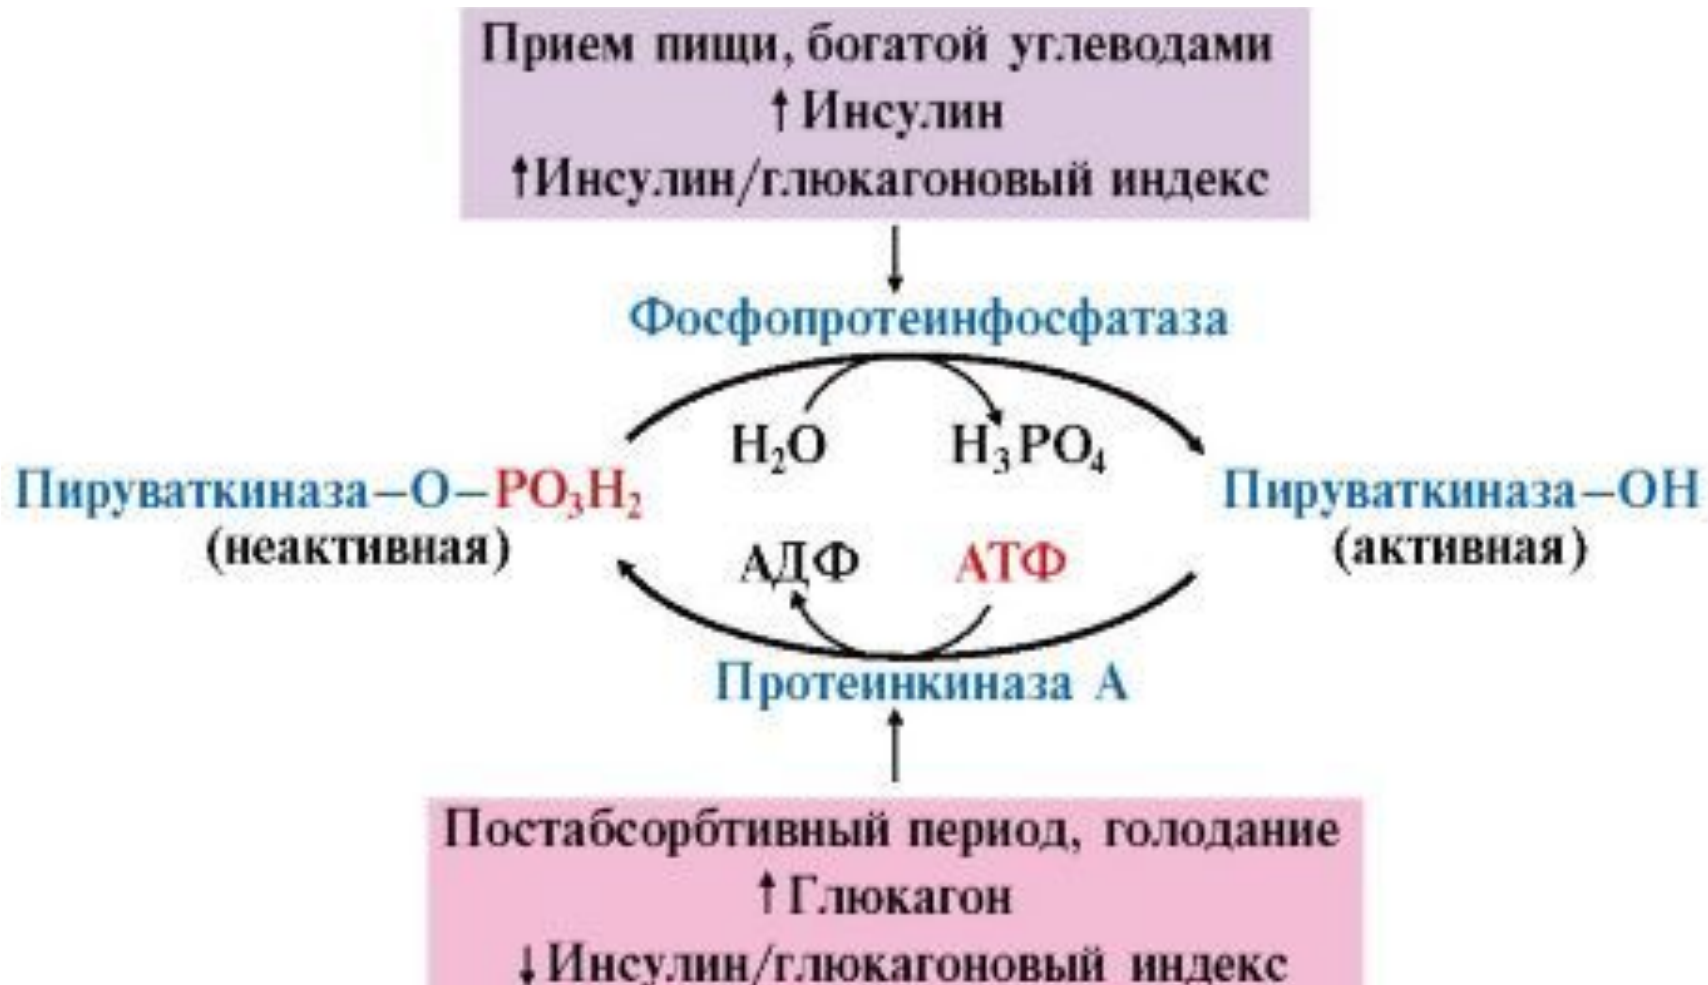 Прием пищи, богатой углеводами
↑Инсулин
↑Инсулин/глюкагоновый индекс
Фосфопротеинфосфатаза
H₂O
H₃PO₄
Пируваткиназа–O–PO₃H₂
(неактивная)
Пируваткиназа–OH
(активная)
АДФ
АТФ
Протеинкиназа А
Постабсорбтивный период, голодание
↑Глюкагон
↓Инсулин/глюкагоновый индекс